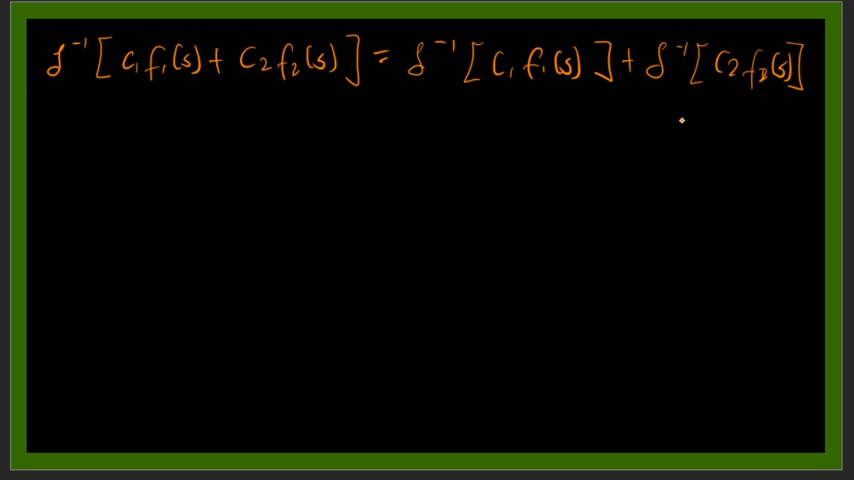 ℒ⁻¹[C₁f₁(s) + C₂f₂(s)] = ℒ⁻¹[C₁f₁(s)] + ℒ⁻¹[C₂f₂(s)]